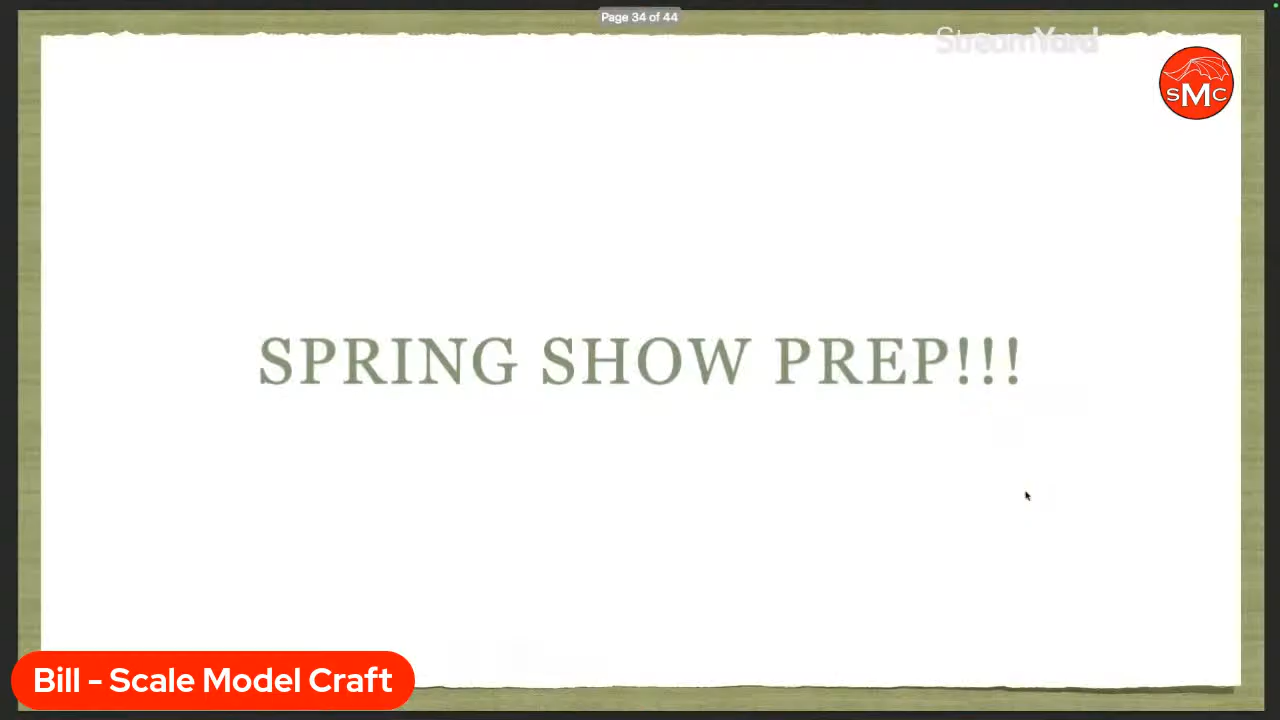 Page 34 of 44
StreamYard
SMC
SPRING SHOW PREP!!!
Bill - Scale Model Craft